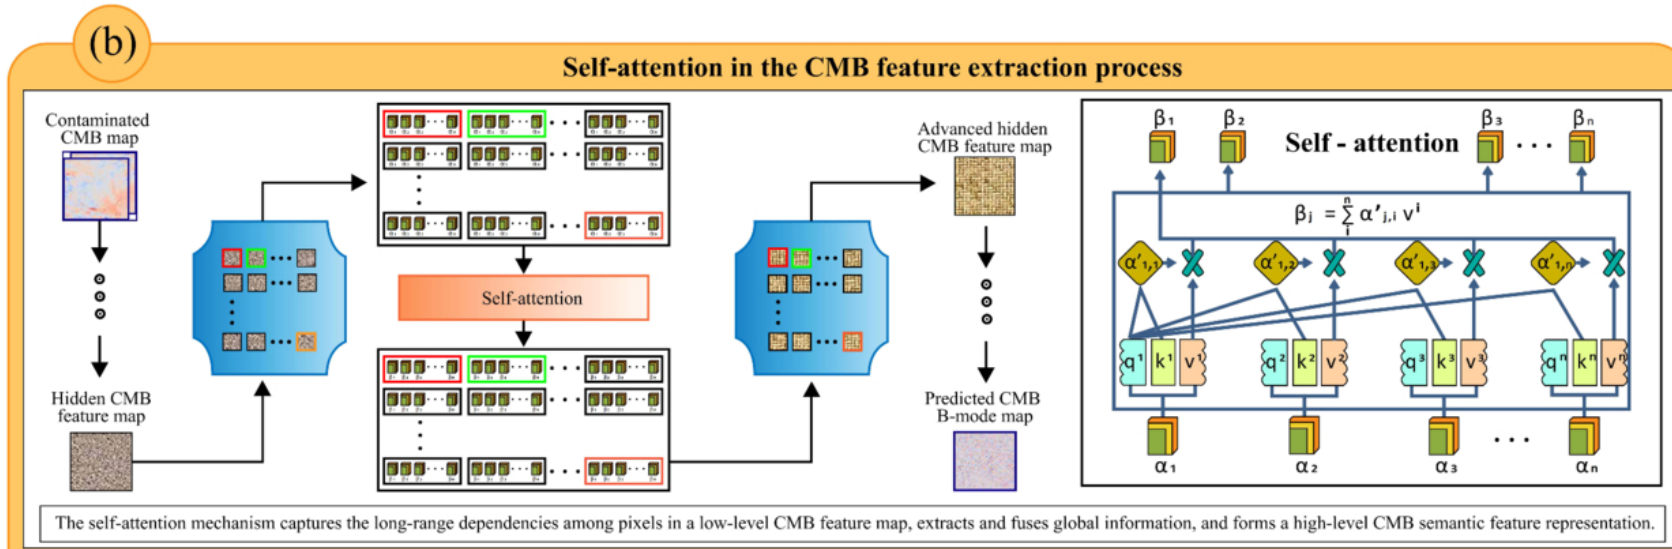 (b)
Self-attention in the CMB feature extraction process
Contaminated
CMB map
Hidden CMB
feature map
Self-attention
Advanced hidden
CMB feature map
Predicted CMB
B-mode map
Self - attention
β₁ β₂ β₃ ... βₙ
βⱼ = ∑ᵢⁿ α'ⱼ,ᵢ vⁱ
α'₁,₁ α'₁,₂ α'₁,₃ α'₁,ₙ
q¹ k¹ v¹ q² k² v² q³ k³ v³ qⁿ kⁿ vⁿ
α₁ α₂ α₃ ... αₙ
The self-attention mechanism captures the long-range dependencies among pixels in a low-level CMB feature map, extracts and fuses global information, and forms a high-level CMB semantic feature representation.